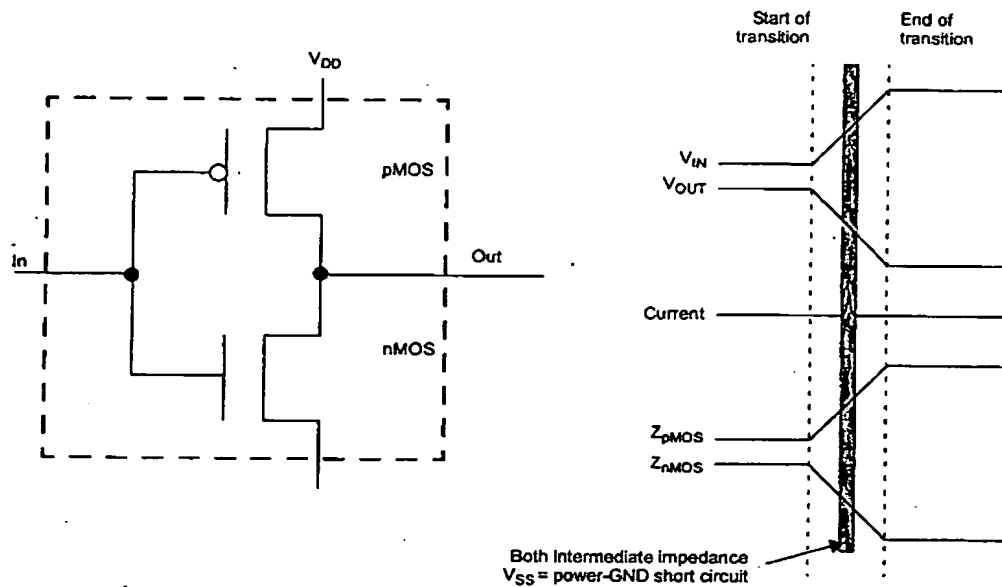 Start of
transition
End of
transition
VDD
pMOS
In
Out
nMOS
VIN
VOUT
Current
ZpMOS
ZnMOS
Both Intermediate impedance
VSS = power-GND short circuit